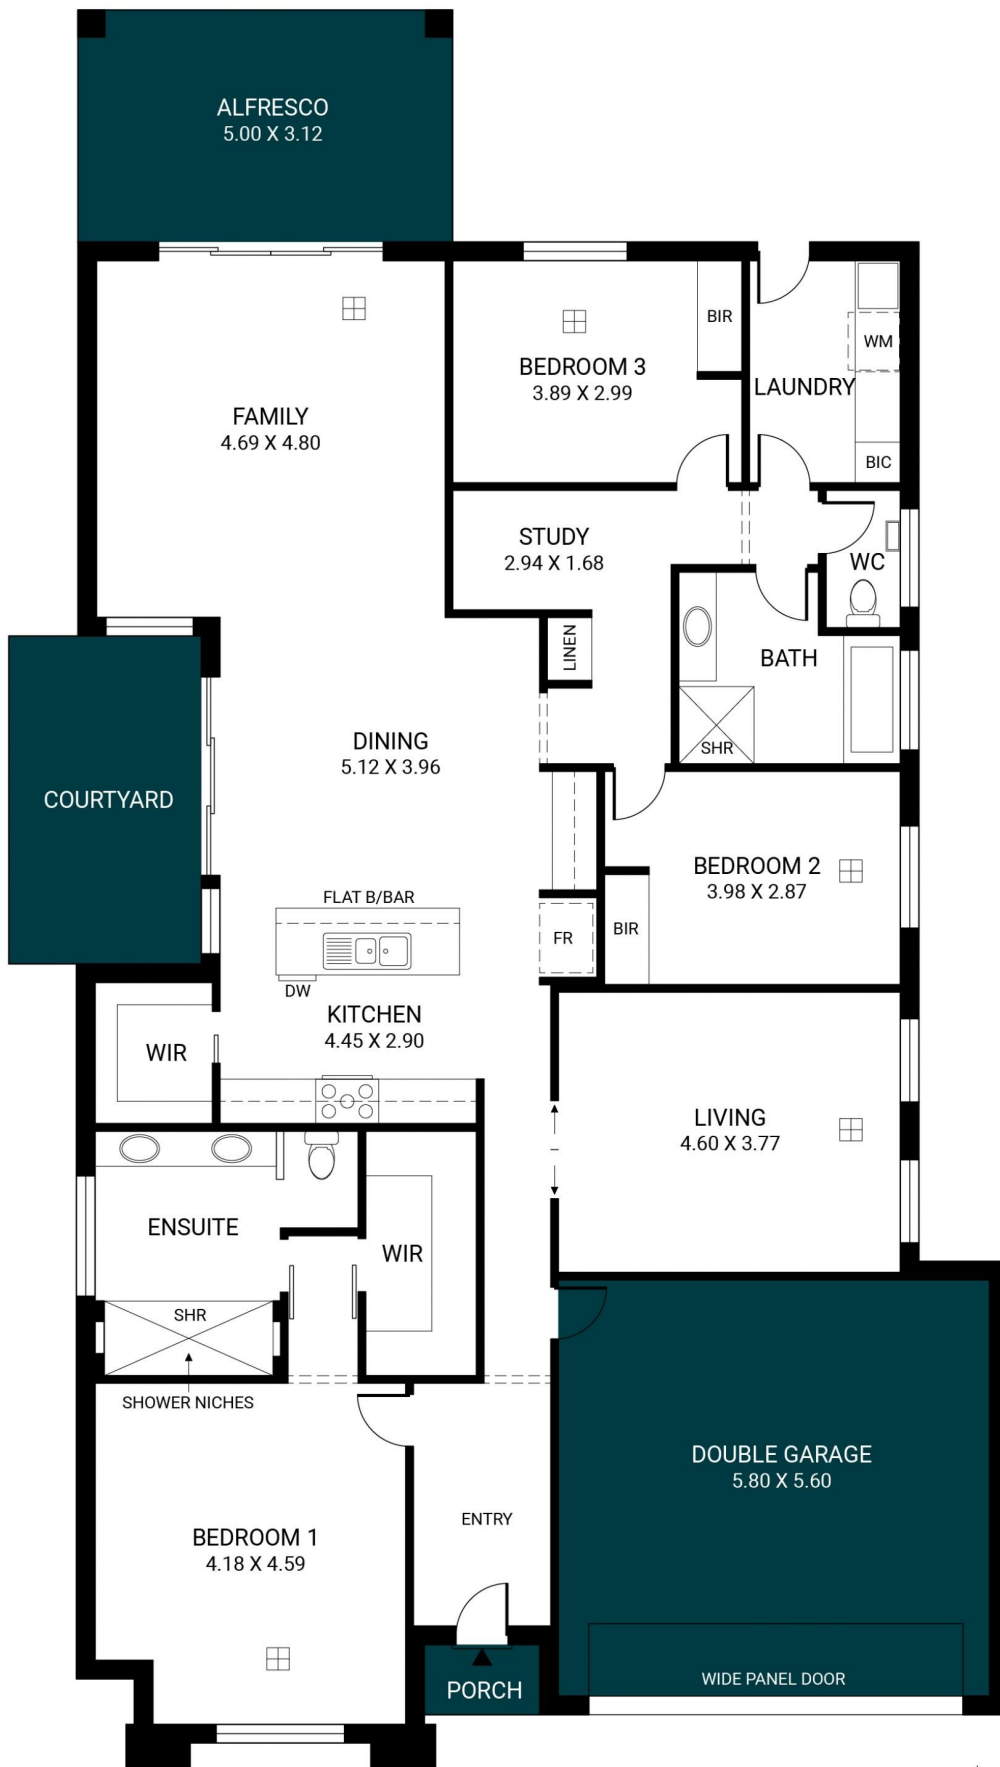 ALFRESCO
5.00 X 3.12
BIR
WM
BEDROOM 3
3.89 X 2.99
LAUNDRY
FAMILY
4.69 X 4.80
BIC
STUDY
2.94 X 1.68
WC
LINEN
BATH
SHR
DINING
5.12 X 3.96
COURTYARD
BEDROOM 2
3.98 X 2.87
FLAT B/BAR
BIR
FR
DW
KITCHEN
4.45 X 2.90
WIR
LIVING
4.60 X 3.77
ENSUITE
WIR
SHR
SHOWER NICHES
DOUBLE GARAGE
5.80 X 5.60
ENTRY
BEDROOM 1
4.18 X 4.59
WIDE PANEL DOOR
PORCH